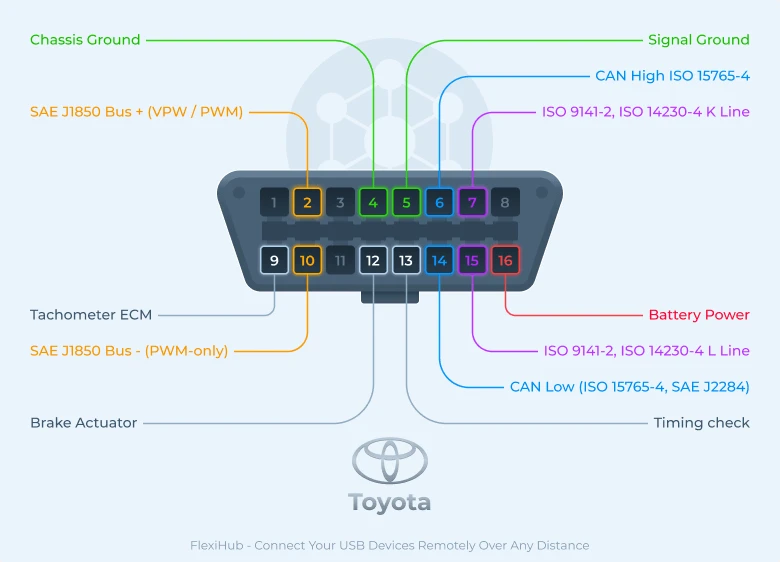 Chassis Ground
Signal Ground
CAN High ISO 15765-4
SAE J1850 Bus + (VPW / PWM)
ISO 9141-2, ISO 14230-4 K Line
1 2 3 4 5 6 7 8
9 10 11 12 13 14 15 16
Tachometer ECM
Battery Power
SAE J1850 Bus - (PWM-only)
ISO 9141-2, ISO 14230-4 L Line
CAN Low (ISO 15765-4, SAE J2284)
Brake Actuator
Timing check
Toyota
FlexiHub - Connect Your USB Devices Remotely Over Any Distance